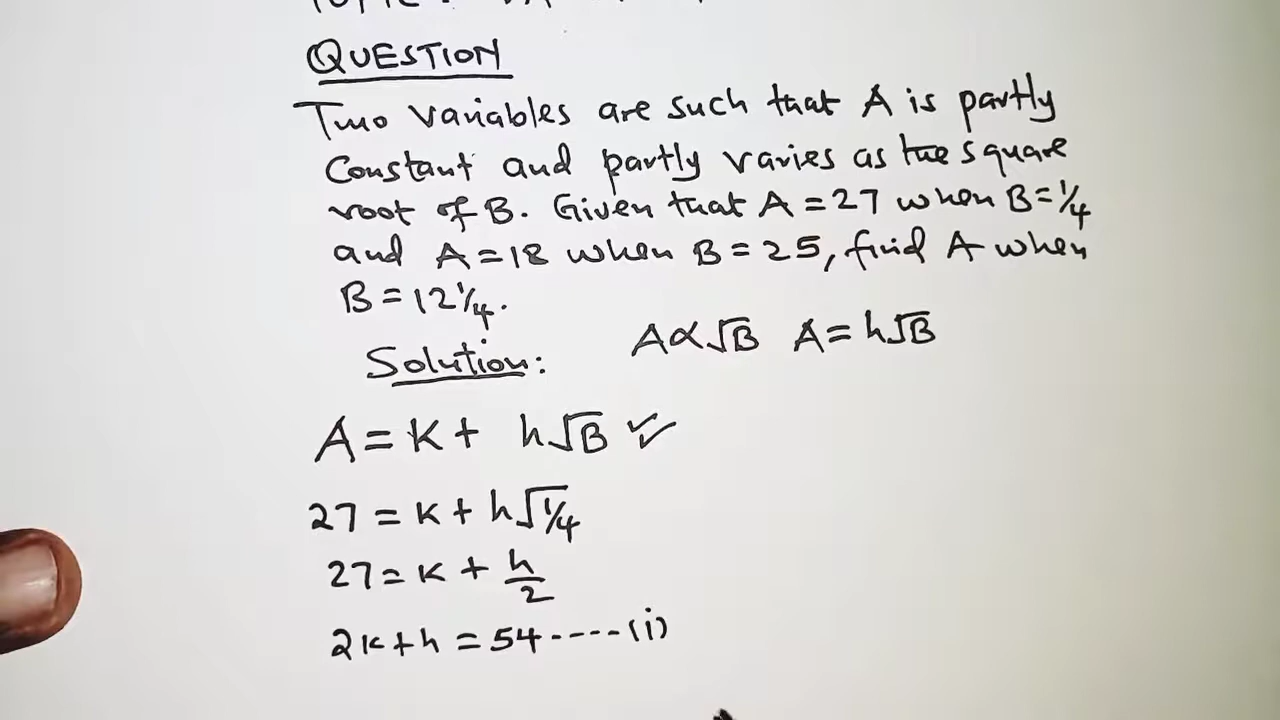 QUESTION
Two variables are such that A is partly
Constant and partly varies as the square
root of B. Given that A = 27 when B = 1/4
and A = 18 when B = 25, find A when
B = 12 1/4.
Solution: A ∝ √B A = h√B
A = K + h√B ✓
27 = K + h√1/4
27 = K + h/2
2K + h = 54 ----- (i)